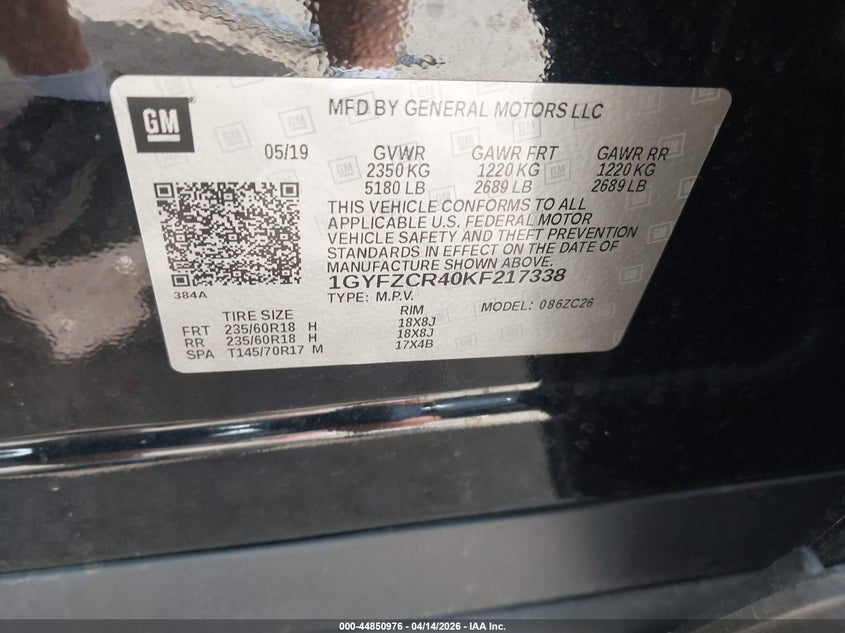 GM
MFD BY GENERAL MOTORS LLC
05/19 GVWR GAWR FRT GAWR RR
2350 KG 1220 KG 1220 KG
5180 LB 2689 LB 2689 LB
THIS VEHICLE CONFORMS TO ALL
APPLICABLE U.S. FEDERAL MOTOR
VEHICLE SAFETY AND THEFT PREVENTION
STANDARDS IN EFFECT ON THE DATE OF
MANUFACTURE SHOWN ABOVE.
384A
1GYFZCR40KF217338
TYPE: M.P.V. MODEL: 086ZC26
TIRE SIZE RIM
FRT 235/60R18 H 18X8J
RR 235/60R18 H 18X8J
SPA T145/70R17 M 17X4B
000-44850976 - 04/14/2026 - IAA Inc.